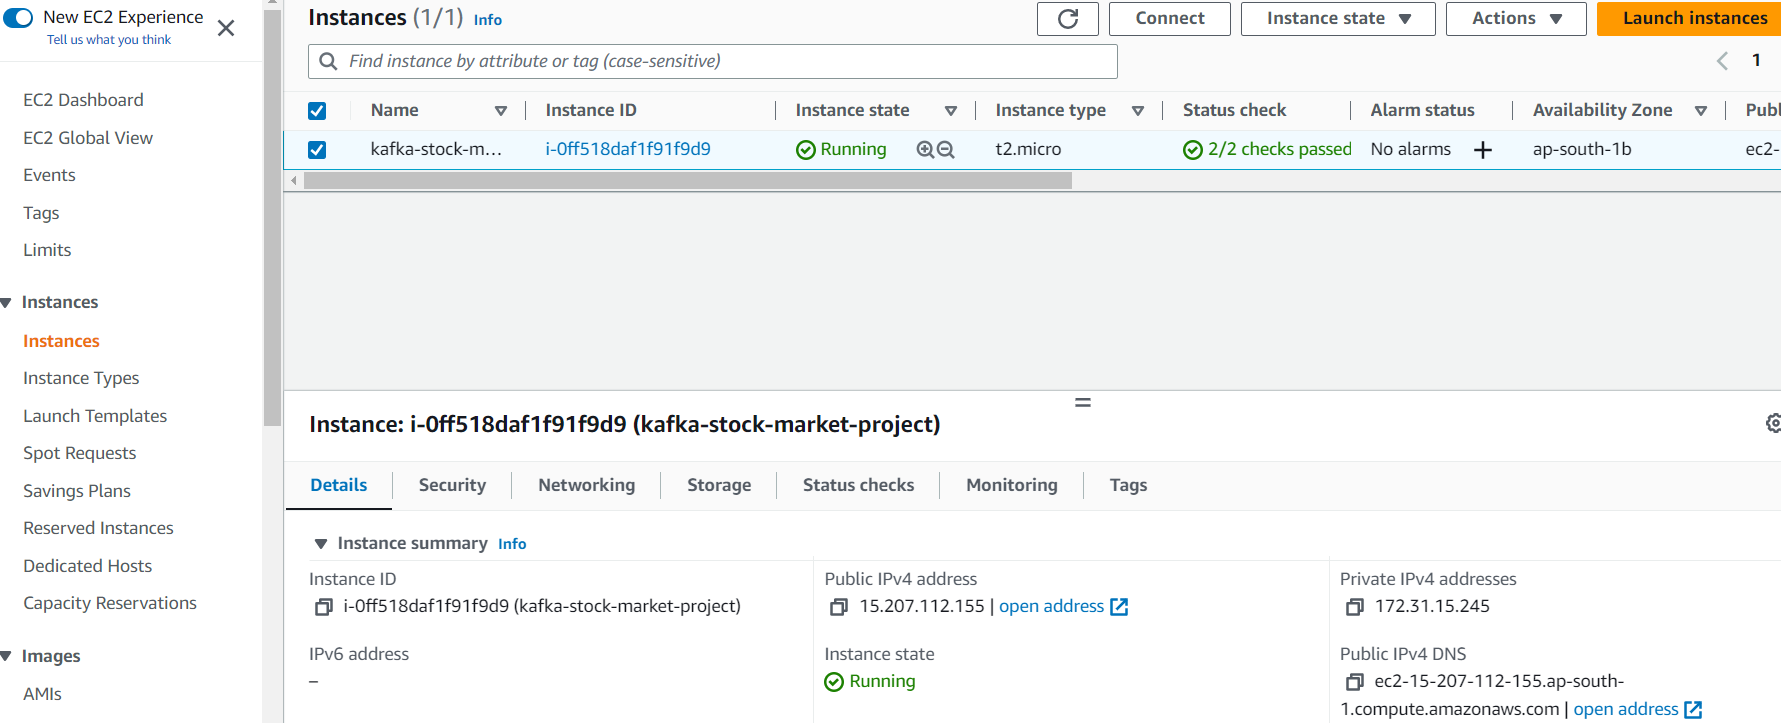 New EC2 Experience
Tell us what you think
EC2 Dashboard
EC2 Global View
Events
Tags
Limits
Instances
Instances
Instance Types
Launch Templates
Spot Requests
Savings Plans
Reserved Instances
Dedicated Hosts
Capacity Reservations
Images
AMIs
Instances (1/1) Info
Connect
Instance state
Actions
Launch instances
Find instance by attribute or tag (case-sensitive)
1
Name Instance ID Instance state Instance type Status check Alarm status Availability Zone Publ
kafka-stock-m... i-0ff518daf1f91f9d9 Running t2.micro 2/2 checks passed No alarms + ap-south-1b ec2-
Instance: i-0ff518daf1f91f9d9 (kafka-stock-market-project)
Details Security Networking Storage Status checks Monitoring Tags
Instance summary Info
Instance ID
i-0ff518daf1f91f9d9 (kafka-stock-market-project)
Public IPv4 address
15.207.112.155 | open address
Private IPv4 addresses
172.31.15.245
IPv6 address
–
Instance state
Running
Public IPv4 DNS
ec2-15-207-112-155.ap-south-
1.compute.amazonaws.com | open address